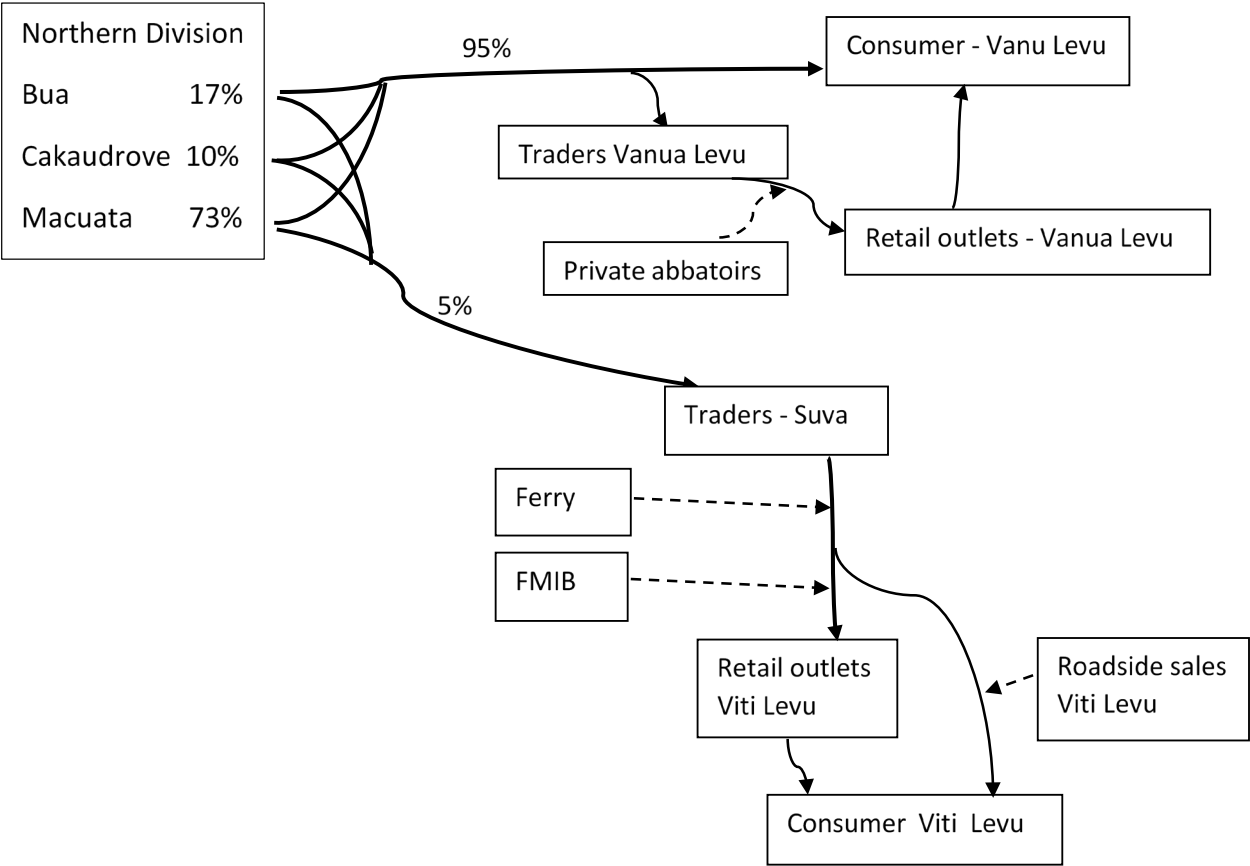 Northern Division
Bua 17%
Cakaudrove 10%
Macuata 73%
95%
Consumer - Vanu Levu
Traders Vanua Levu
Private abbatoirs
Retail outlets - Vanua Levu
5%
Traders - Suva
Ferry
FMIB
Retail outlets
Viti Levu
Roadside sales
Viti Levu
Consumer Viti Levu